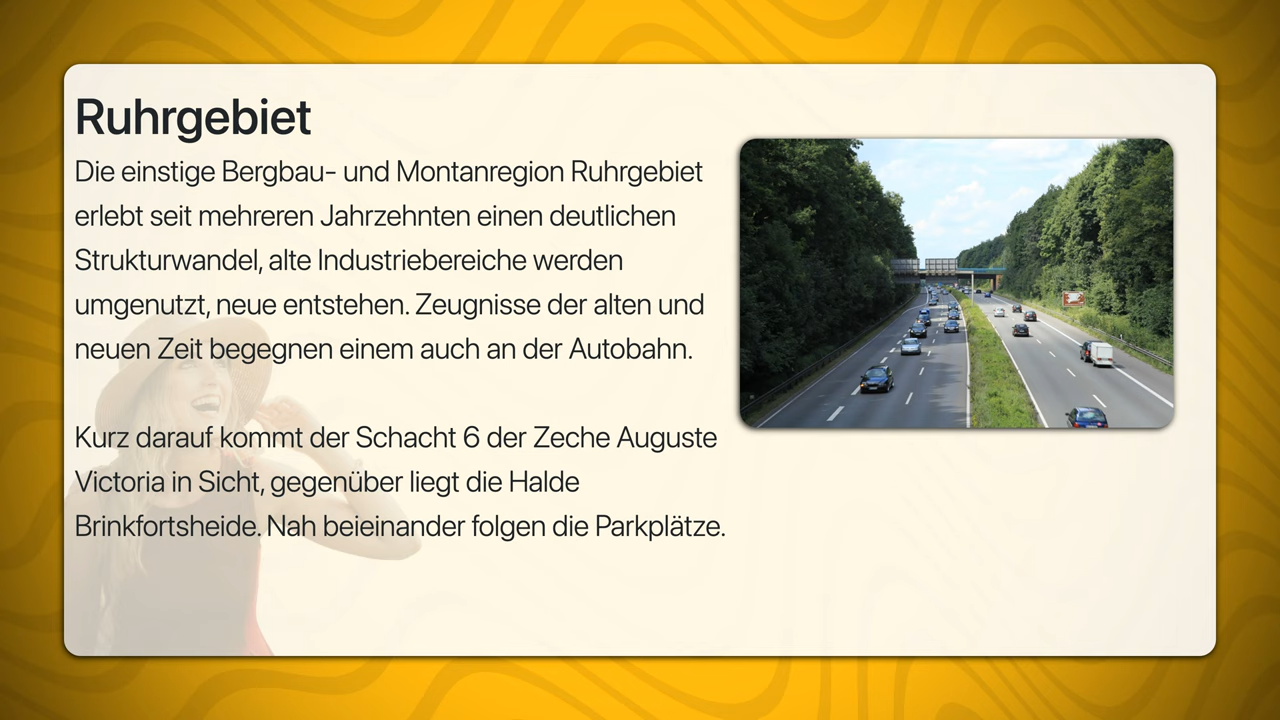 Ruhrgebiet
Die einstige Bergbau- und Montanregion Ruhrgebiet
erlebt seit mehreren Jahrzehnten einen deutlichen
Strukturwandel, alte Industriebereiche werden
umgenutzt, neue entstehen. Zeugnisse der alten und
neuen Zeit begegnen einem auch an der Autobahn.
Kurz darauf kommt der Schacht 6 der Zeche Auguste
Victoria in Sicht, gegenüber liegt die Halde
Brinkfortsheide. Nah beieinander folgen die Parkplätze.